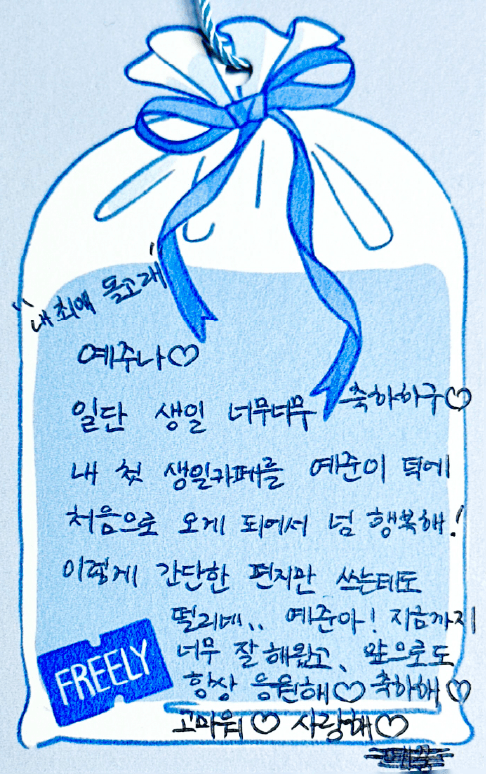 "내 최애 돌고래"
예주나♡
일단 생일 너무너무 축하하구♡
내 첫 생일카페를 예준이 덕에
처음으로 오게 되어서 넘 행복해!
이렇게 간단한 편지만 쓰는데도
떨리네.. 예준아! 지금까지
너무 잘 해왔고, 앞으로도
항상 응원해♡ 축하해♡
고마워♡ 사랑해♡
FREELY